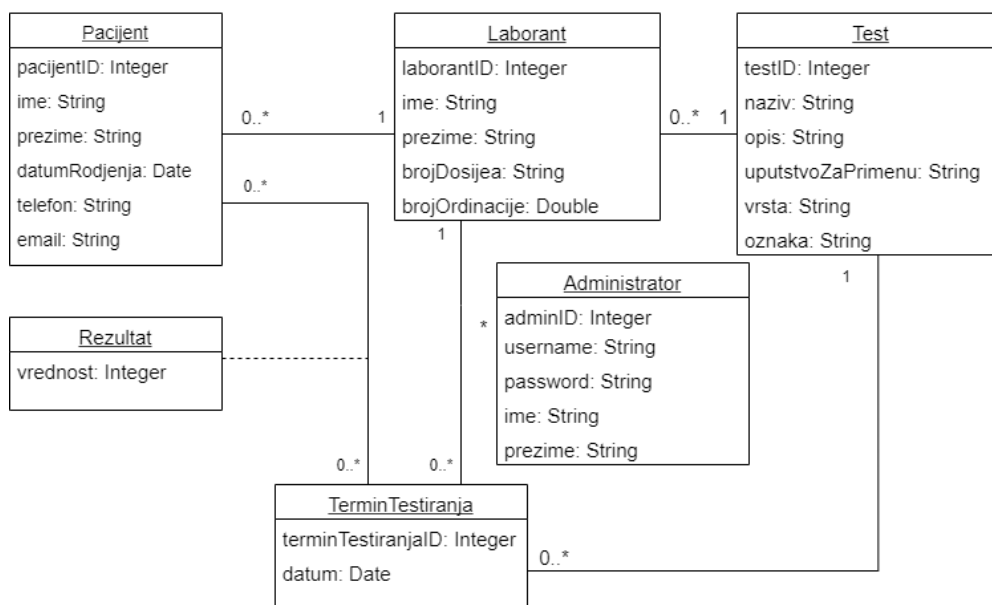 Pacijent
pacijentID: Integer
ime: String
prezime: String
datumRodjenja: Date
telefon: String
email: String
0..*
1
0..*
Laborant
laborantID: Integer
ime: String
prezime: String
brojDosijea: String
brojOrdinacije: Double
0..*
1
1
Test
testID: Integer
naziv: String
opis: String
uputstvoZaPrimenu: String
vrsta: String
oznaka: String
1
Rezultat
vrednost: Integer
*
Administrator
adminID: Integer
username: String
password: String
ime: String
prezime: String
0..*
0..*
TerminTestiranja
terminTestiranjaID: Integer
datum: Date
0..*